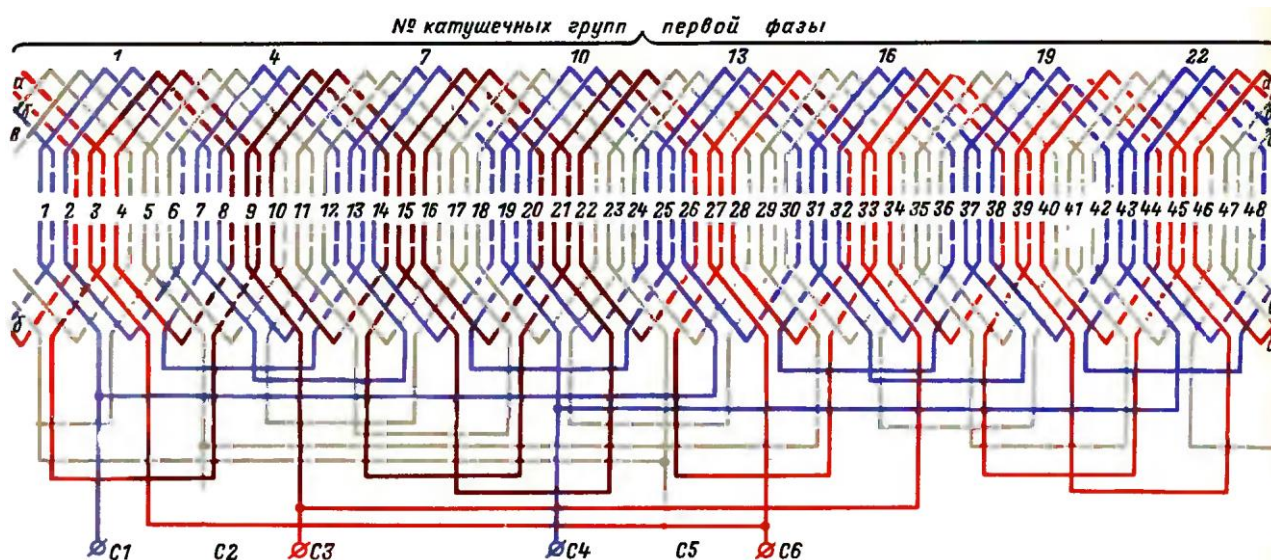 № катушечных групп первой фазы
1 4 7 10 13 16 19 22
а
б
в
1 2 3 4 5 6 7 8 9 10 11 12 13 14 15 16 17 18 19 20 21 22 23 24 25 26 27 28 29 30 31 32 33 34 35 36 37 38 39 40 41 42 43 44 45 46 47 48
б
С1 С2 С3 С4 С5 С6